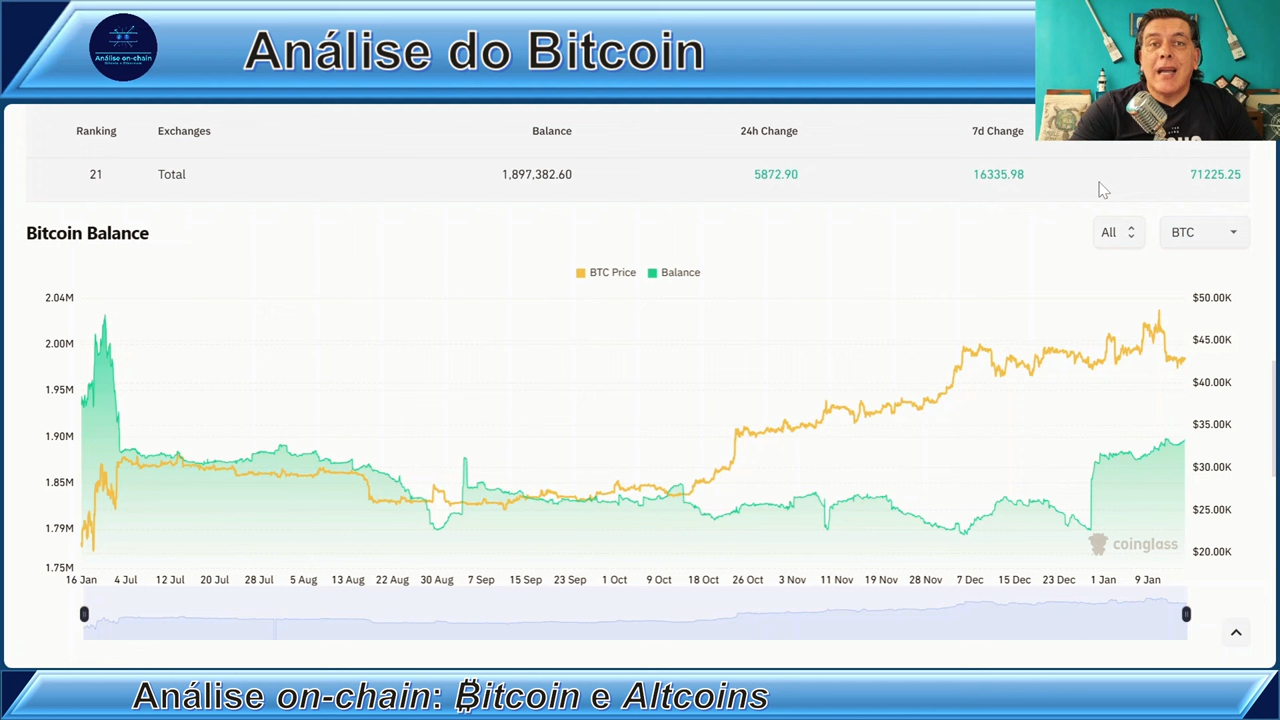 Análise do Bitcoin
Análise on-chain
Ranking Exchanges Balance 24h Change 7d Change
21 Total 1,897,382.60 5872.90 16335.98 71225.25
Bitcoin Balance
All BTC
BTC Price Balance
2.04M $50.00K
2.00M $45.00K
1.95M $40.00K
1.90M $35.00K
1.85M $30.00K
1.79M $25.00K
1.75M $20.00K
coinglass
16 Jan 4 Jul 12 Jul 20 Jul 28 Jul 5 Aug 13 Aug 22 Aug 30 Aug 7 Sep 15 Sep 23 Sep 1 Oct 9 Oct 18 Oct 26 Oct 3 Nov 11 Nov 19 Nov 28 Nov 7 Dec 15 Dec 23 Dec 1 Jan 9 Jan
Análise on-chain: ₿itcoin e Altcoins